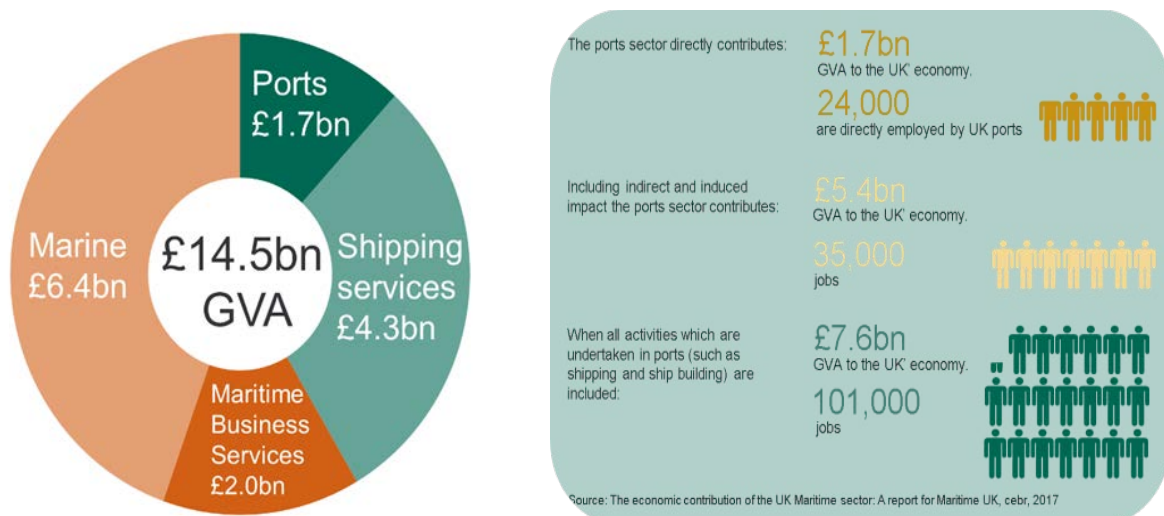 Ports
£1.7bn
Shipping
services
£4.3bn
Maritime
Business
Services
£2.0bn
Marine
£6.4bn
£14.5bn
GVA
The ports sector directly contributes:
£1.7bn
GVA to the UK' economy.
24,000
are directly employed by UK ports
Including indirect and induced
impact the ports sector contributes:
£5.4bn
GVA to the UK' economy.
35,000
jobs
When all activities which are
undertaken in ports (such as
shipping and ship building) are
included:
£7.6bn
GVA to the UK' economy.
101,000
jobs
Source: The economic contribution of the UK Maritime sector: A report for Maritime UK, cebr, 2017